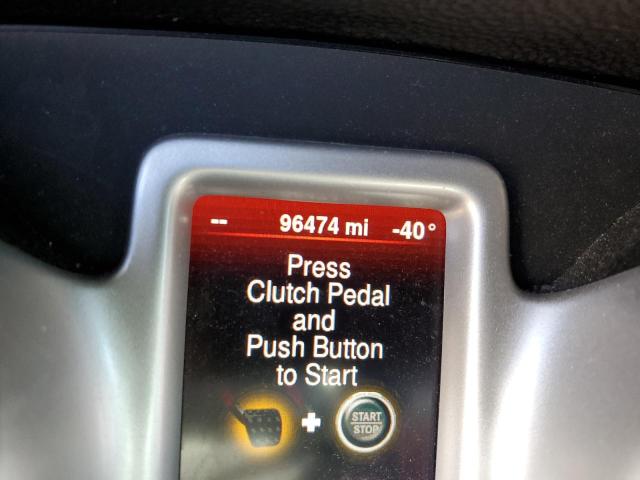 -- 96474 mi -40°
Press
Clutch Pedal
and
Push Button
to Start
START
STOP